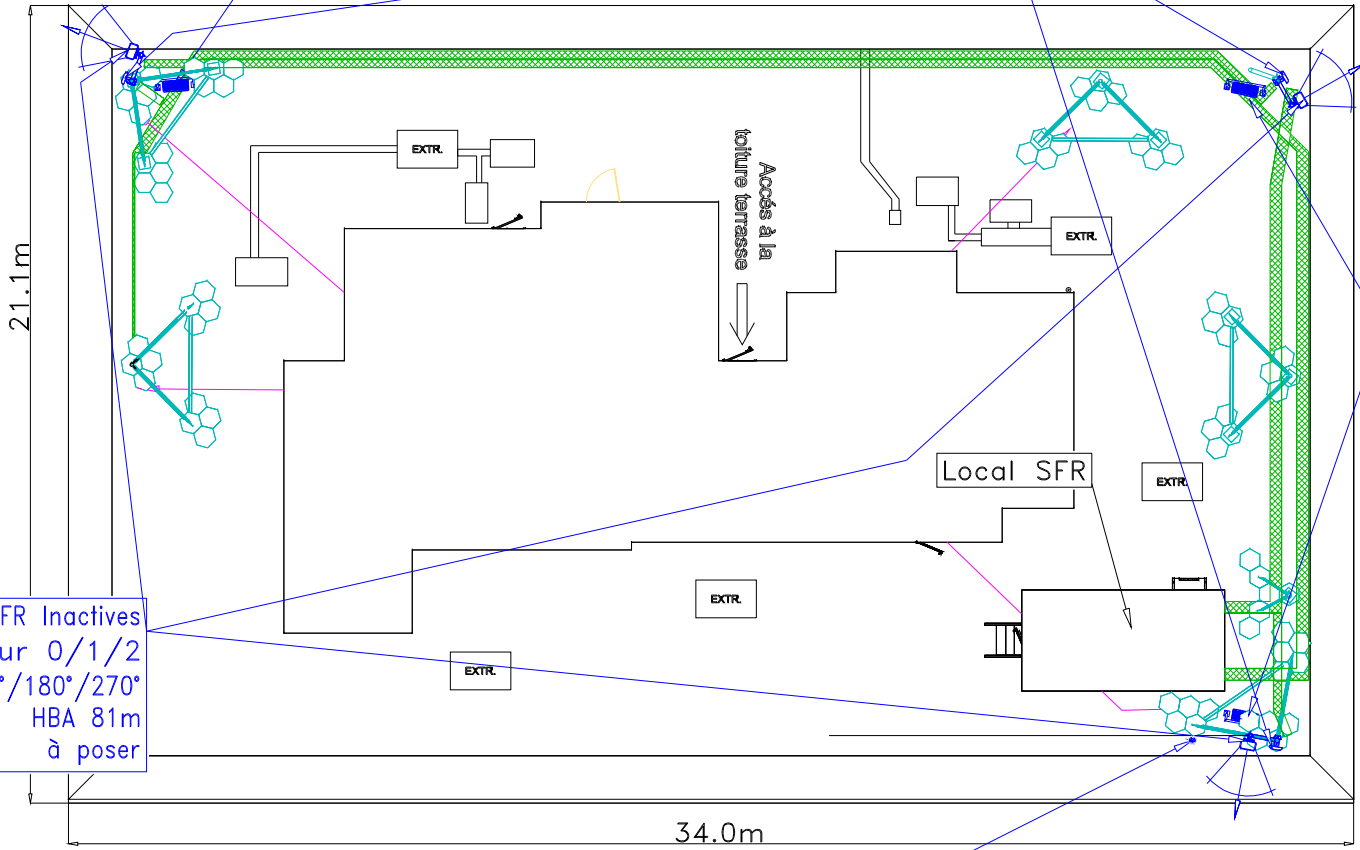 EXTR.
Accés à la
toiture terrasse
EXTR.
21.1m
Local SFR
EXTR.
EXTR.
FR Inactives
ur 0/1/2
°/180°/270°
HBA 81m
à poser
EXTR.
34.0m